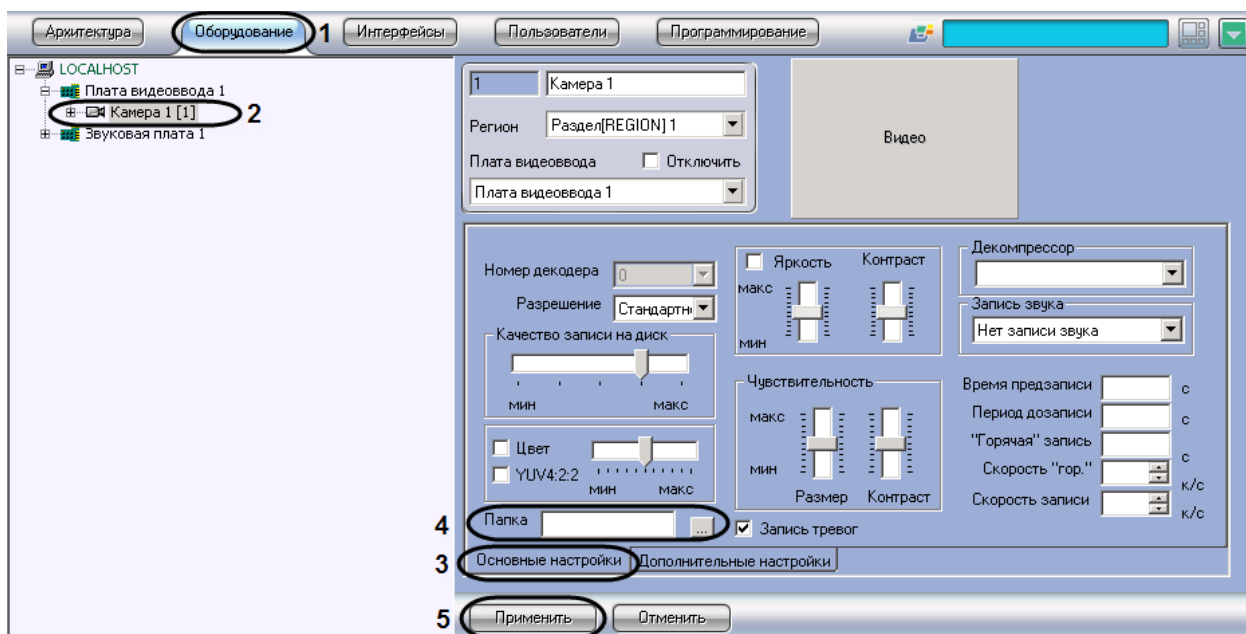 Архитектура Оборудование 1 Интерфейсы Пользователи Программирование
LOCALHOST
Плата видеоввода 1
Камера 1 [1] 2
Звуковая плата 1
1 Камера 1
Регион Раздел[REGION] 1
Плата видеоввода Отключить
Плата видеоввода 1
Видео
Номер декодера 0
Разрешение Стандартн
Качество записи на диск
мин макс
Цвет
YUV4:2:2
мин макс
4 Папка ...
Яркость Контраст
макс
мин
Чувствительность
макс
мин
Размер Контраст
Запись тревог
Декомпрессор
Запись звука
Нет записи звука
Время предзаписи с
Период дозаписи с
"Горячая" запись с
Скорость "гор." к/с
Скорость записи к/с
3 Основные настройки Дополнительные настройки
5 Применить Отменить